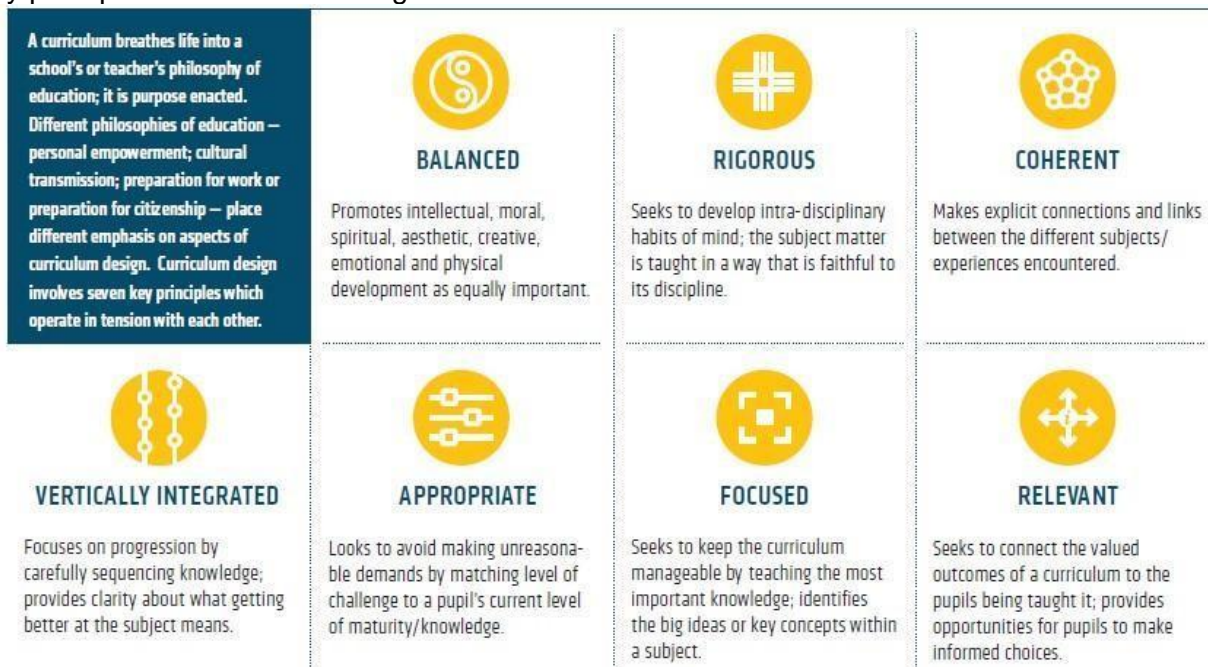 A curriculum breathes life into a
school's or teacher's philosophy of
education; it is purpose enacted.
Different philosophies of education —
personal empowerment; cultural
transmission; preparation for work or
preparation for citizenship — place
different emphasis on aspects of
curriculum design. Curriculum design
involves seven key principles which
operate in tension with each other.
BALANCED
Promotes intellectual, moral,
spiritual, aesthetic, creative,
emotional and physical
development as equally important.
RIGOROUS
Seeks to develop intra-disciplinary
habits of mind; the subject matter
is taught in a way that is faithful to
its discipline.
COHERENT
Makes explicit connections and links
between the different subjects/
experiences encountered.
VERTICALLY INTEGRATED
Focuses on progression by
carefully sequencing knowledge;
provides clarity about what getting
better at the subject means.
APPROPRIATE
Looks to avoid making unreasona-
ble demands by matching level of
challenge to a pupil's current level
of maturity/knowledge.
FOCUSED
Seeks to keep the curriculum
manageable by teaching the most
important knowledge; identifies
the big ideas or key concepts within
a subject.
RELEVANT
Seeks to connect the valued
outcomes of a curriculum to the
pupils being taught it; provides
opportunities for pupils to make
informed choices.